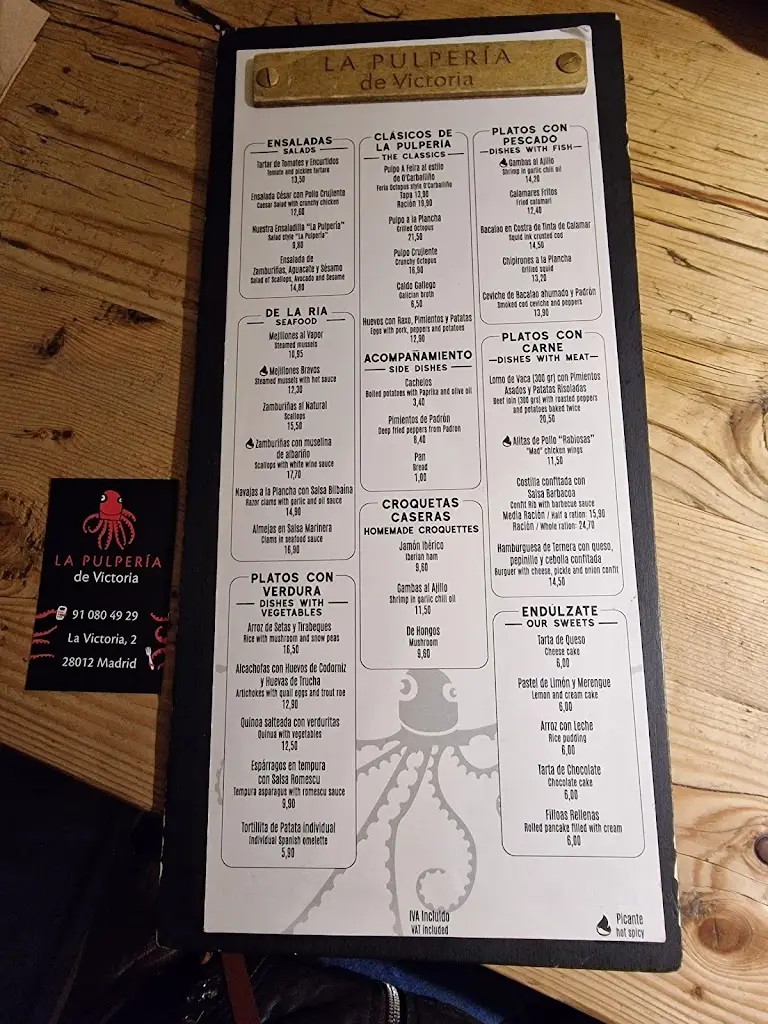 LA PULPERÍA
de Victoria
ENSALADAS
SALADS
Tartar de Tomates y Encurtidos
Tomate and pickles tartare
13,50
Ensalada César con Pollo Crujiente
Caesar Salad with crunchy chicken
12,60
Nuestra Ensaladilla "La Pulpería"
Salad style "La Pulpería"
9,80
Ensalada de
Zamburiñas, Aguacate y Sésamo
Salad of Scallops, Avocado and Sesame
14,80
DE LA RIA
SEAFOOD
Mejillones al Vapor
Steamed mussels
10,95
Mejillones Bravos
Steamed mussels with hot sauce
12,30
Zamburiñas al Natural
Scallops
15,50
Zamburiñas con muselina
de albariño
Scallops with white wine sauce
17,70
Navajas a la Plancha con Salsa Bilbaina
Razor clams with garlic and oil sauce
14,90
Almejas en Salsa Marinera
Clams in seafood sauce
16,90
PLATOS CON
VERDURA
DISHES WITH
VEGETABLES
Arroz de Setas y Tirabeques
Rice with mushroom and snow peas
16,50
Alcachofas con Huevos de Codorniz
y Huevas de Trucha
Artichokes with quail eggs and trout roe
12,90
Quinoa salteada con verduritas
Quinua with vegetables
12,50
Espárragos en tempura
con Salsa Romescu
Tempura asparagus with romescu sauce
9,90
Tortillita de Patata individual
Individual Spanish omelette
5,90
CLÁSICOS DE
LA PULPERÍA
THE CLASSICS
Pulpo A Feira al estilo
de O'Carballiño
Feria Octopus style O'Carballiño
Tapa 13,90
Ración 19,90
Pulpo a la Plancha
Grilled Octopus
21,50
Pulpo Crujiente
Crunchy Octopus
16,90
Caldo Gallego
Galician broth
6,50
Huevos con Raxo, Pimientos y Patatas
Eggs with pork, peppers and potatoes
12,90
ACOMPAÑAMIENTO
SIDE DISHES
Cachelos
Boiled potatoes with Paprika and olive oil
3,40
Pimientos de Padrón
Deep fried peppers from Padron
8,40
Pan
Bread
1,00
CROQUETAS
CASERAS
HOMEMADE CROQUETTES
Jamón Ibérico
Iberian ham
9,60
Gambas al Ajillo
Shrimp in garlic chili oil
11,50
De Hongos
Mushroom
9,60
PLATOS CON
PESCADO
DISHES WITH FISH
Gambas al Ajillo
Shrimp in garlic chili oil
14,20
Calamares Fritos
Fried calamari
12,40
Bacalao en Costra de Tinta de Calamar
Squid ink crusted cod
14,50
Chipirones a la Plancha
Grilled squid
13,20
Ceviche de Bacalao ahumado y Padrón
Smoked cod ceviche and peppers
13,90
PLATOS CON
CARNE
DISHES WITH MEAT
Lomo de Vaca (300 gr) con Pimientos
Asados y Patatas Risoladas
Beef loin (300 grs) with roasted peppers
and potatoes baked twice
20,50
Alitas de Pollo "Rabiosas"
"Mad" chicken wings
11,50
Costilla confitada con
Salsa Barbacoa
Confit Rib with barbecue sauce
Media Ración / Half a ration: 15,90
Ración / Whole ration: 24,70
Hamburguesa de Ternera con queso,
pepinillo y cebolla confitada
Burguer with cheese, pickle and onion confit
14,50
ENDÚLZATE
OUR SWEETS
Tarta de Queso
Cheese cake
6,00
Pastel de Limón y Merengue
Lemon and cream cake
6,00
Arroz con Leche
Rice pudding
6,00
Tarta de Chocolate
Chocolate cake
6,00
Filloas Rellenas
Rolled pancake filled with cream
6,00
IVA Incluido
VAT included
Picante
hot spicy
LA PULPERÍA
de Victoria
91 080 49 29
La Victoria, 2
28012 Madrid